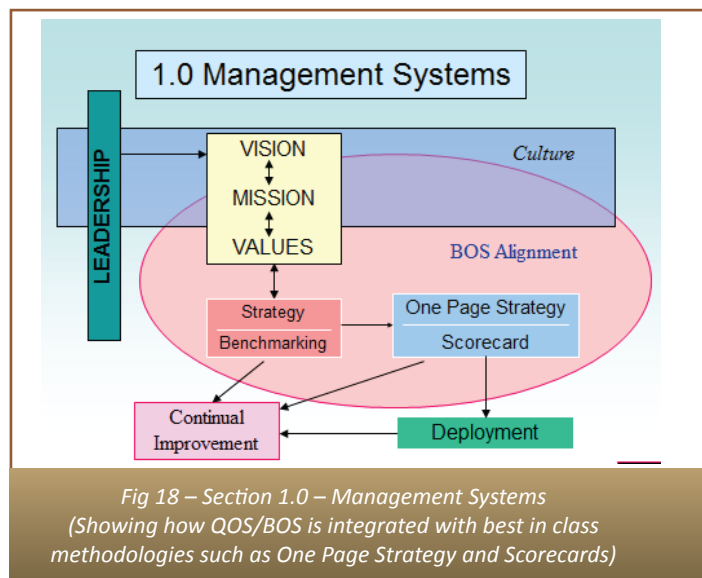 1.0 Management Systems
LEADERSHIP
VISION
MISSION
VALUES
Culture
BOS Alignment
Strategy
Benchmarking
One Page Strategy
Scorecard
Continual
Improvement
Deployment
Fig 18 – Section 1.0 – Management Systems
(Showing how QOS/BOS is integrated with best in class
methodologies such as One Page Strategy and Scorecards)